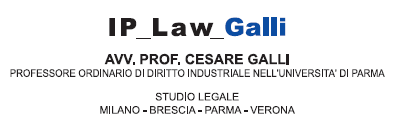 IP_Law_Galli
AVV. PROF. CESARE GALLI
PROFESSORE ORDINARIO DI DIRITTO INDUSTRIALE NELL'UNIVERSITA' DI PARMA
STUDIO LEGALE
MILANO - BRESCIA - PARMA - VERONA